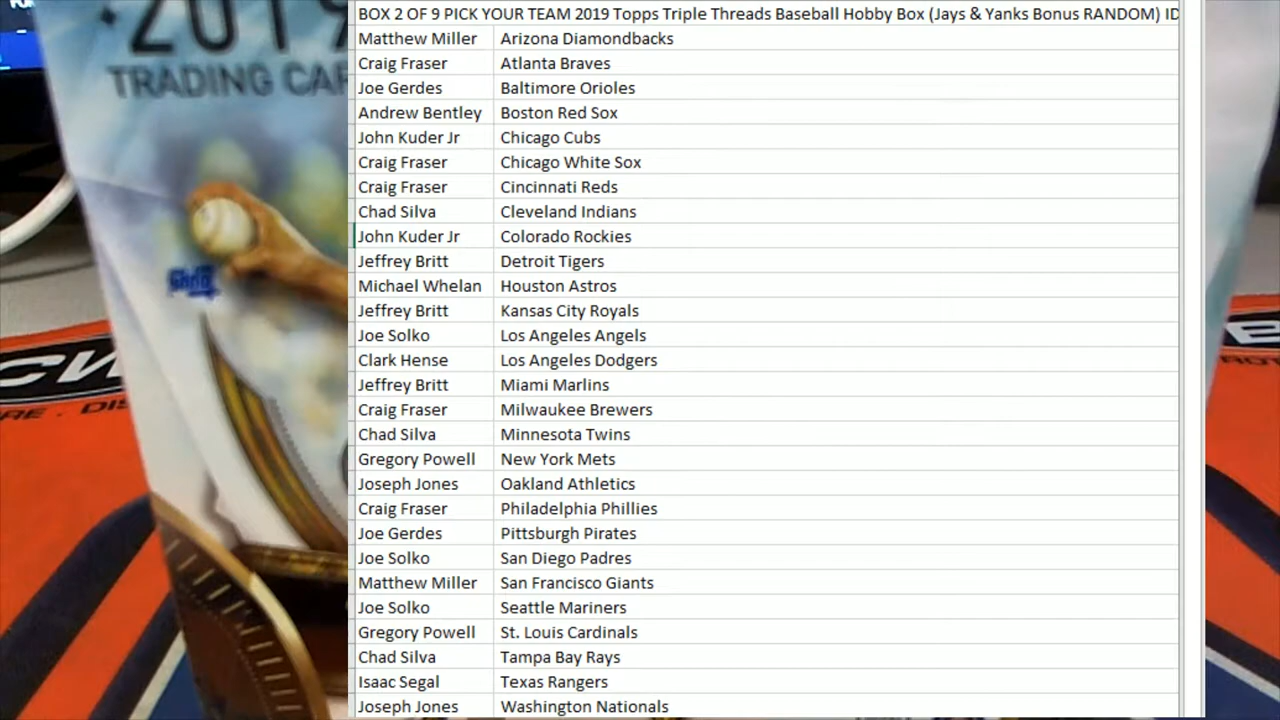 2019
TRADING CAR
BOX 2 OF 9 PICK YOUR TEAM 2019 Topps Triple Threads Baseball Hobby Box (Jays & Yanks Bonus RANDOM) ID
Matthew Miller Arizona Diamondbacks
Craig Fraser Atlanta Braves
Joe Gerdes Baltimore Orioles
Andrew Bentley Boston Red Sox
John Kuder Jr Chicago Cubs
Craig Fraser Chicago White Sox
Craig Fraser Cincinnati Reds
Chad Silva Cleveland Indians
John Kuder Jr Colorado Rockies
Jeffrey Britt Detroit Tigers
Michael Whelan Houston Astros
Jeffrey Britt Kansas City Royals
Joe Solko Los Angeles Angels
Clark Hense Los Angeles Dodgers
Jeffrey Britt Miami Marlins
Craig Fraser Milwaukee Brewers
Chad Silva Minnesota Twins
Gregory Powell New York Mets
Joseph Jones Oakland Athletics
Craig Fraser Philadelphia Phillies
Joe Gerdes Pittsburgh Pirates
Joe Solko San Diego Padres
Matthew Miller San Francisco Giants
Joe Solko Seattle Mariners
Gregory Powell St. Louis Cardinals
Chad Silva Tampa Bay Rays
Isaac Segal Texas Rangers
Joseph Jones Washington Nationals